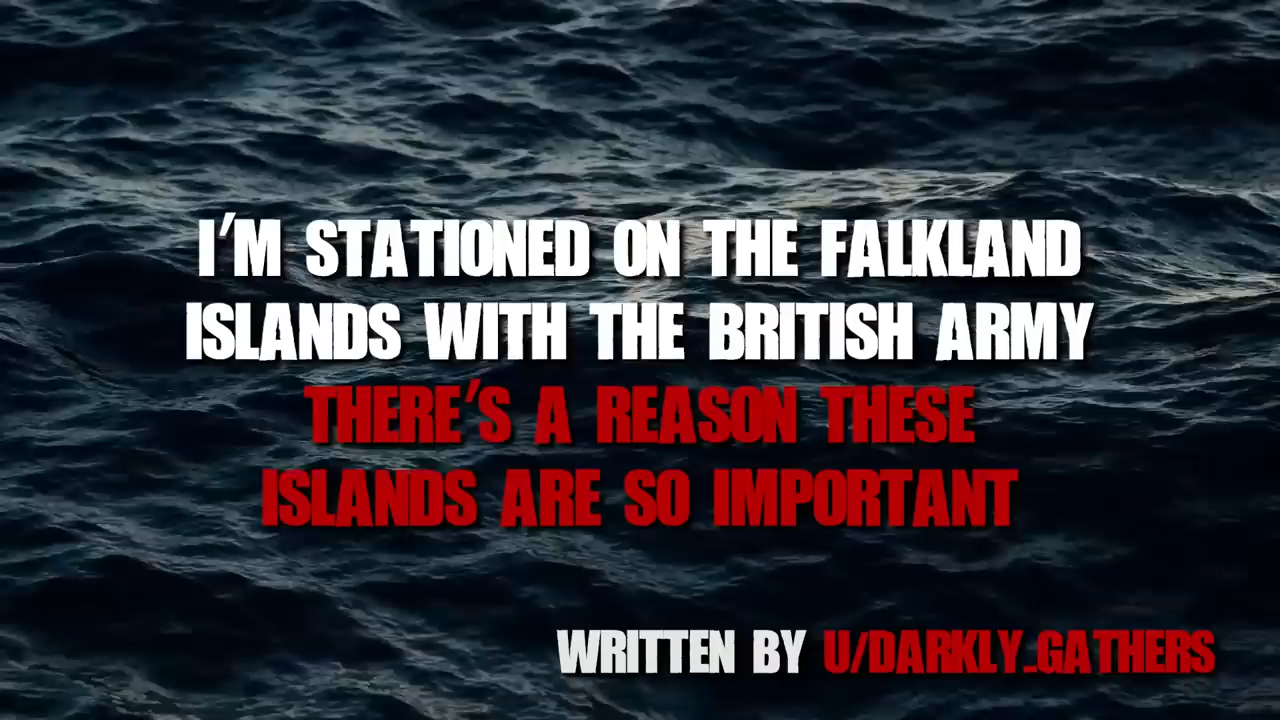 I'M STATIONED ON THE FALKLAND
ISLANDS WITH THE BRITISH ARMY
THERE'S A REASON THESE
ISLANDS ARE SO IMPORTANT
WRITTEN BY U/DARKLY_GATHERS